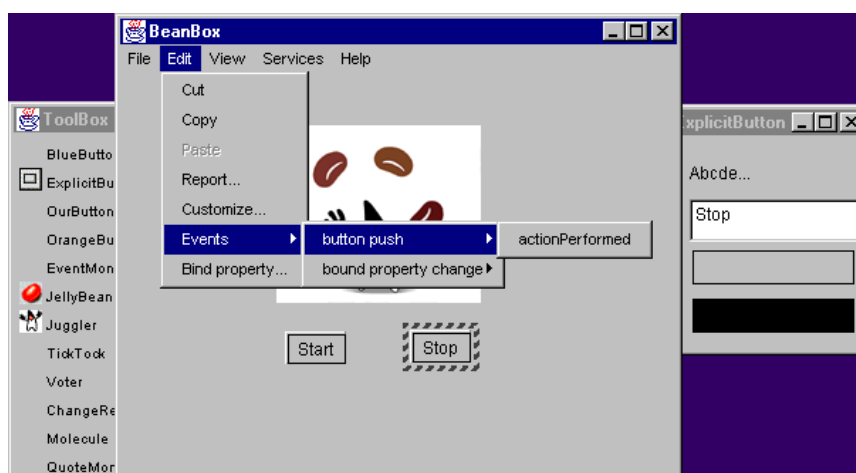 BeanBox
File Edit View Services Help
Cut
Copy
Paste
Report...
Customize...
Events
Bind property...
button push
bound property change
actionPerformed
Start
Stop
ToolBox
BlueButto
ExplicitBu
OurButton
OrangeBu
EventMon
JellyBean
Juggler
TickTock
Voter
ChangeRe
Molecule
QuoteMor
xplicitButton
Abcde...
Stop